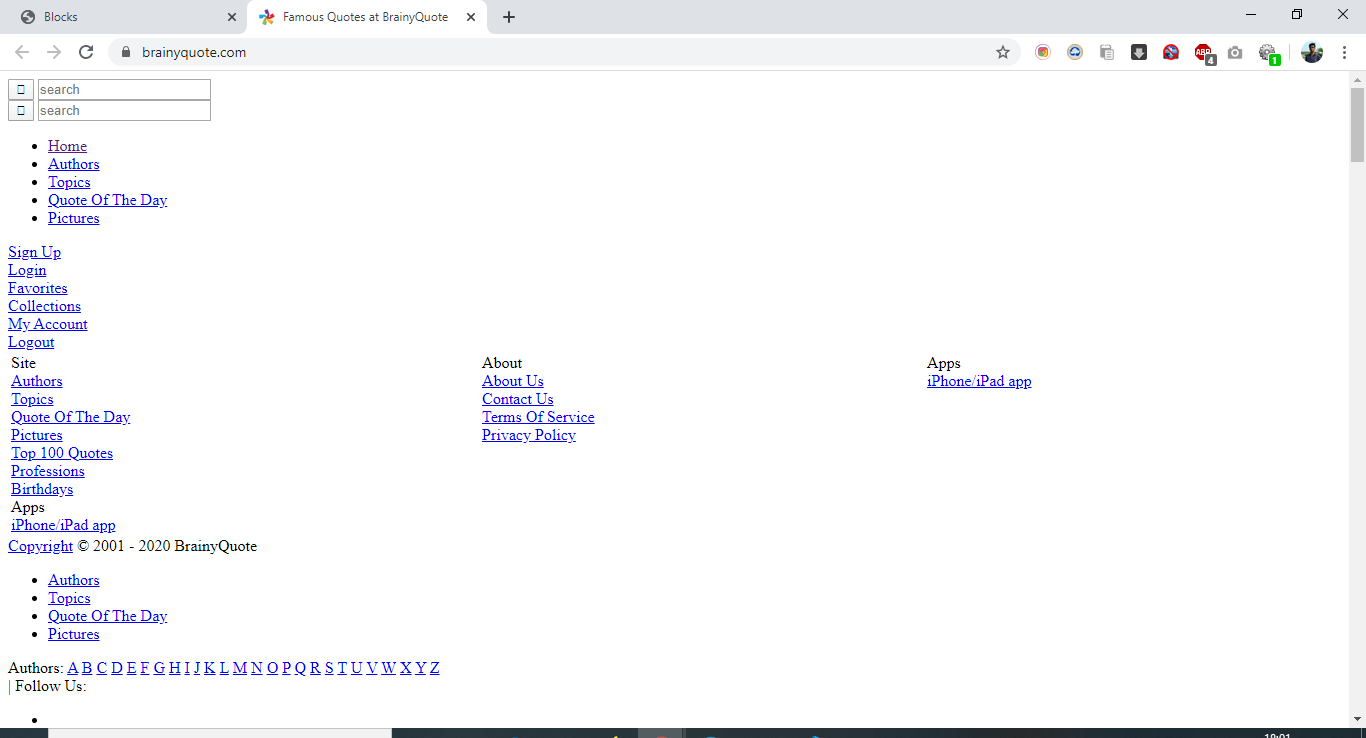 Blocks
Famous Quotes at BrainyQuote
brainyquote.com
ABP
4
1
search
search
Home
Authors
Topics
Quote Of The Day
Pictures
Sign Up
Login
Favorites
Collections
My Account
Logout
Site About Apps
Authors About Us iPhone/iPad app
Topics Contact Us
Quote Of The Day Terms Of Service
Pictures Privacy Policy
Top 100 Quotes
Professions
Birthdays
Apps
iPhone/iPad app
Copyright © 2001 - 2020 BrainyQuote
Authors
Topics
Quote Of The Day
Pictures
Authors: A B C D E F G H I J K L M N O P Q R S T U V W X Y Z
| Follow Us: